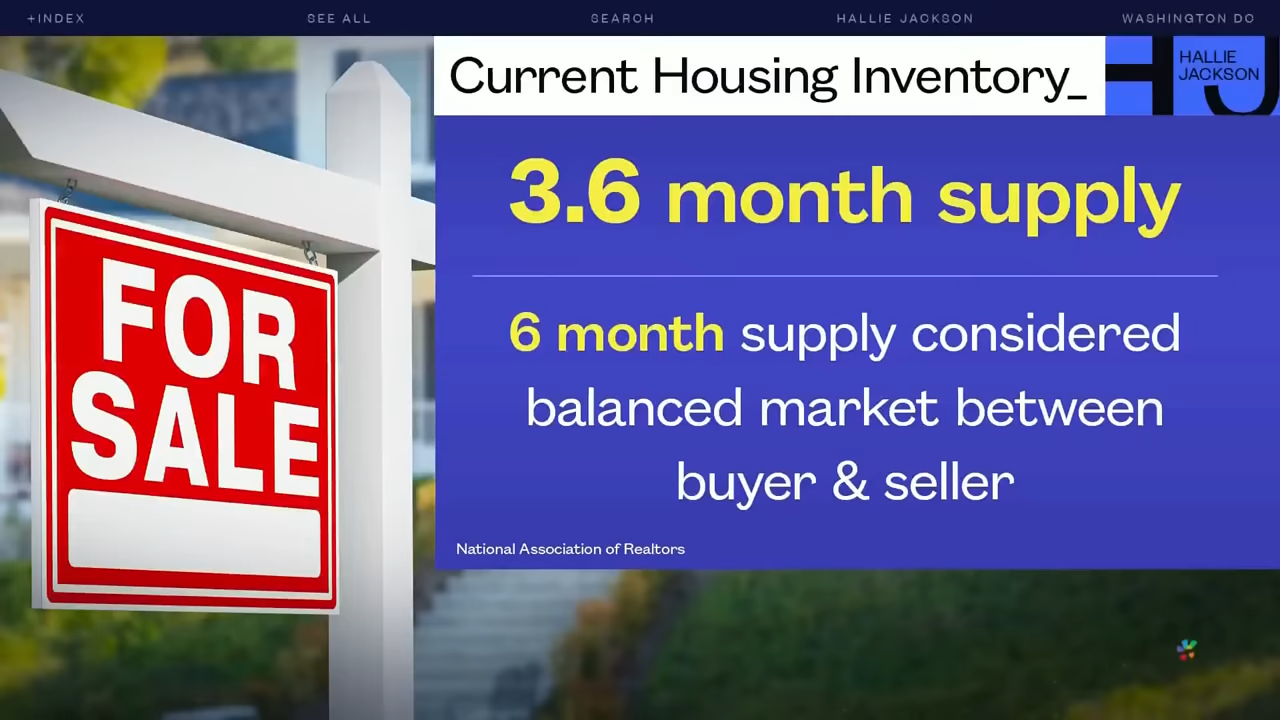 +INDEX
SEE ALL
SEARCH
HALLIE JACKSON
WASHINGTON DC
Current Housing Inventory_
HALLIE
JACKSON
HJ
3.6 month supply
6 month supply considered
balanced market between
buyer & seller
National Association of Realtors
FOR
SALE